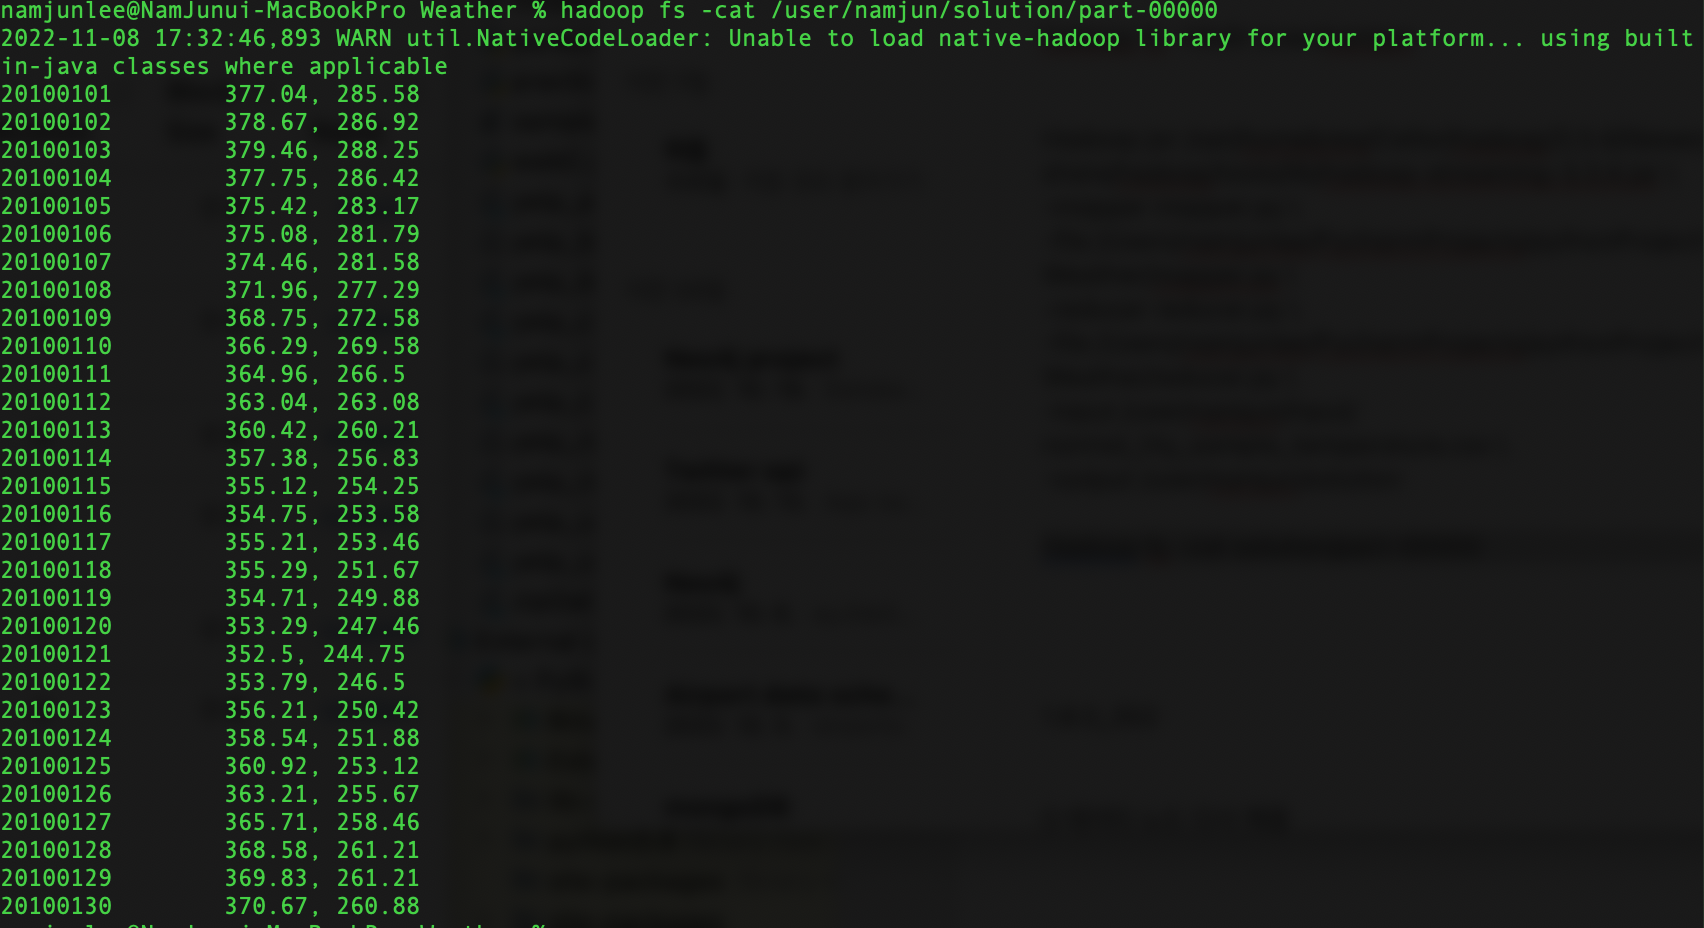 namjunlee@NamJunui-MacBookPro Weather % hadoop fs -cat /user/namjun/solution/part-00000
2022-11-08 17:32:46,893 WARN util.NativeCodeLoader: Unable to load native-hadoop library for your platform... using built
in-java classes where applicable
20100101 377.04, 285.58
20100102 378.67, 286.92
20100103 379.46, 288.25
20100104 377.75, 286.42
20100105 375.42, 283.17
20100106 375.08, 281.79
20100107 374.46, 281.58
20100108 371.96, 277.29
20100109 368.75, 272.58
20100110 366.29, 269.58
20100111 364.96, 266.5
20100112 363.04, 263.08
20100113 360.42, 260.21
20100114 357.38, 256.83
20100115 355.12, 254.25
20100116 354.75, 253.58
20100117 355.21, 253.46
20100118 355.29, 251.67
20100119 354.71, 249.88
20100120 353.29, 247.46
20100121 352.5, 244.75
20100122 353.79, 246.5
20100123 356.21, 250.42
20100124 358.54, 251.88
20100125 360.92, 253.12
20100126 363.21, 255.67
20100127 365.71, 258.46
20100128 368.58, 261.21
20100129 369.83, 261.21
20100130 370.67, 260.88